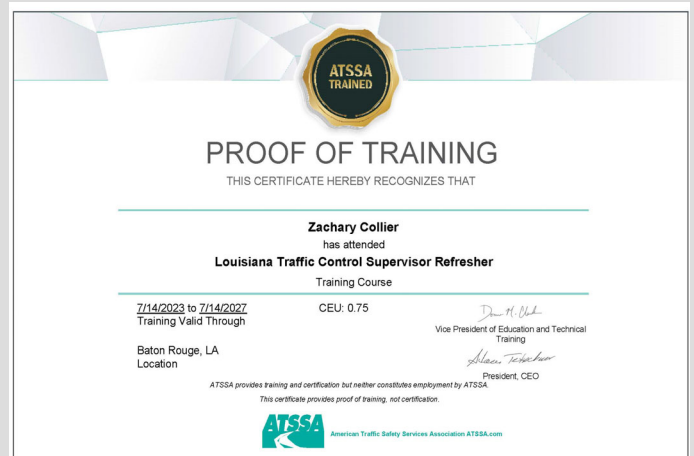 ATSSA
TRAINED
PROOF OF TRAINING
THIS CERTIFICATE HEREBY RECOGNIZES THAT
Zachary Collier
has attended
Louisiana Traffic Control Supervisor Refresher
Training Course
7/14/2023 to 7/14/2027
Training Valid Through
CEU: 0.75
Vice President of Education and Technical
Training
Baton Rouge, LA
Location
President, CEO
ATSSA provides training and certification but neither constitutes employment by ATSSA.
This certificate provides proof of training, not certification.
ATSSA
American Traffic Safety Services Association ATSSA.com